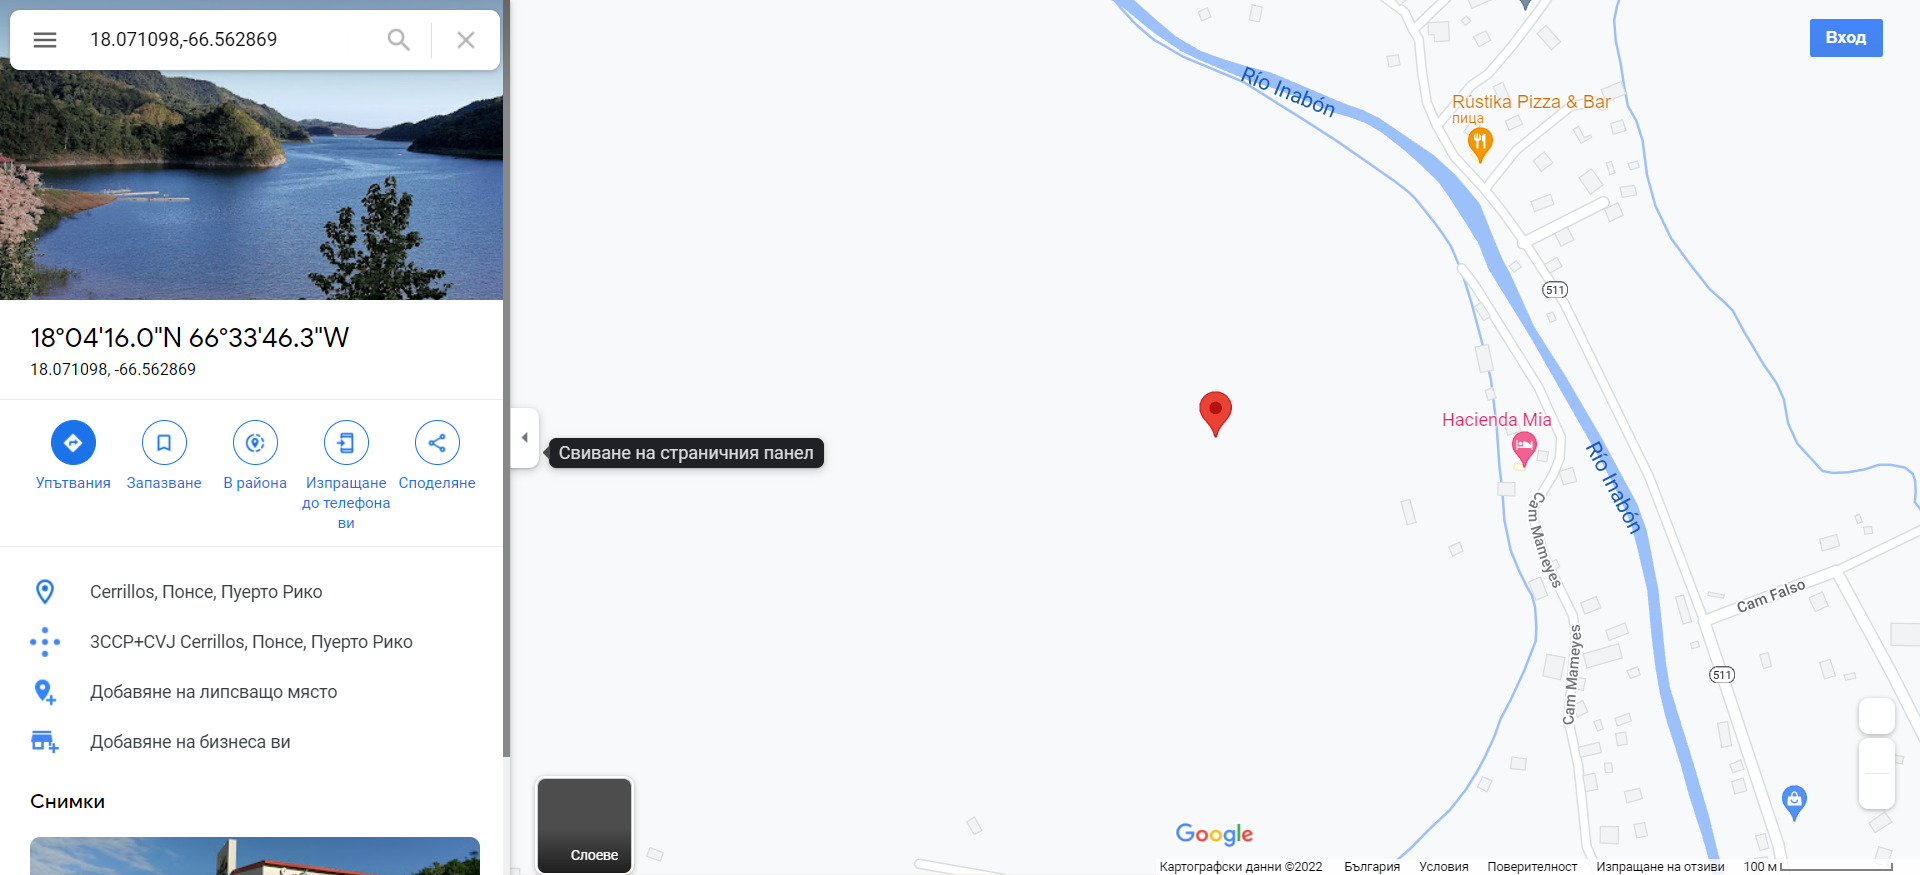 18.071098,-66.562869
18°04'16.0"N 66°33'46.3"W
18.071098, -66.562869
Упътвания
Запазване
В района
Изпращане
до телефона
ви
Споделяне
Cerrillos, Понсе, Пуерто Рико
3CCP+CVJ Cerrillos, Понсе, Пуерто Рико
Добавяне на липсващо място
Добавяне на бизнеса ви
Снимки
Свиване на страничния панел
Слоеве
Вход
Río Inabón
Rústika Pizza & Bar
пица
511
Hacienda Mia
Río Inabón
Cam Mameyes
Cam Falso
Cam Mameyes
511
Google
Картографски данни ©2022
България
Условия
Поверителност
Изпращане на отзиви
100 м